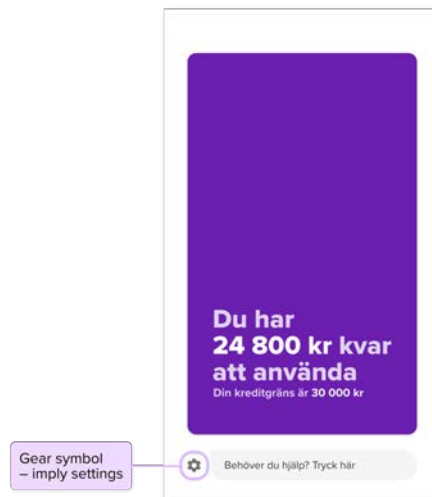 Du har
24 800 kr kvar
att använda
Din kreditgräns är 30 000 kr
Gear symbol
– imply settings
Behöver du hjälp? Tryck här